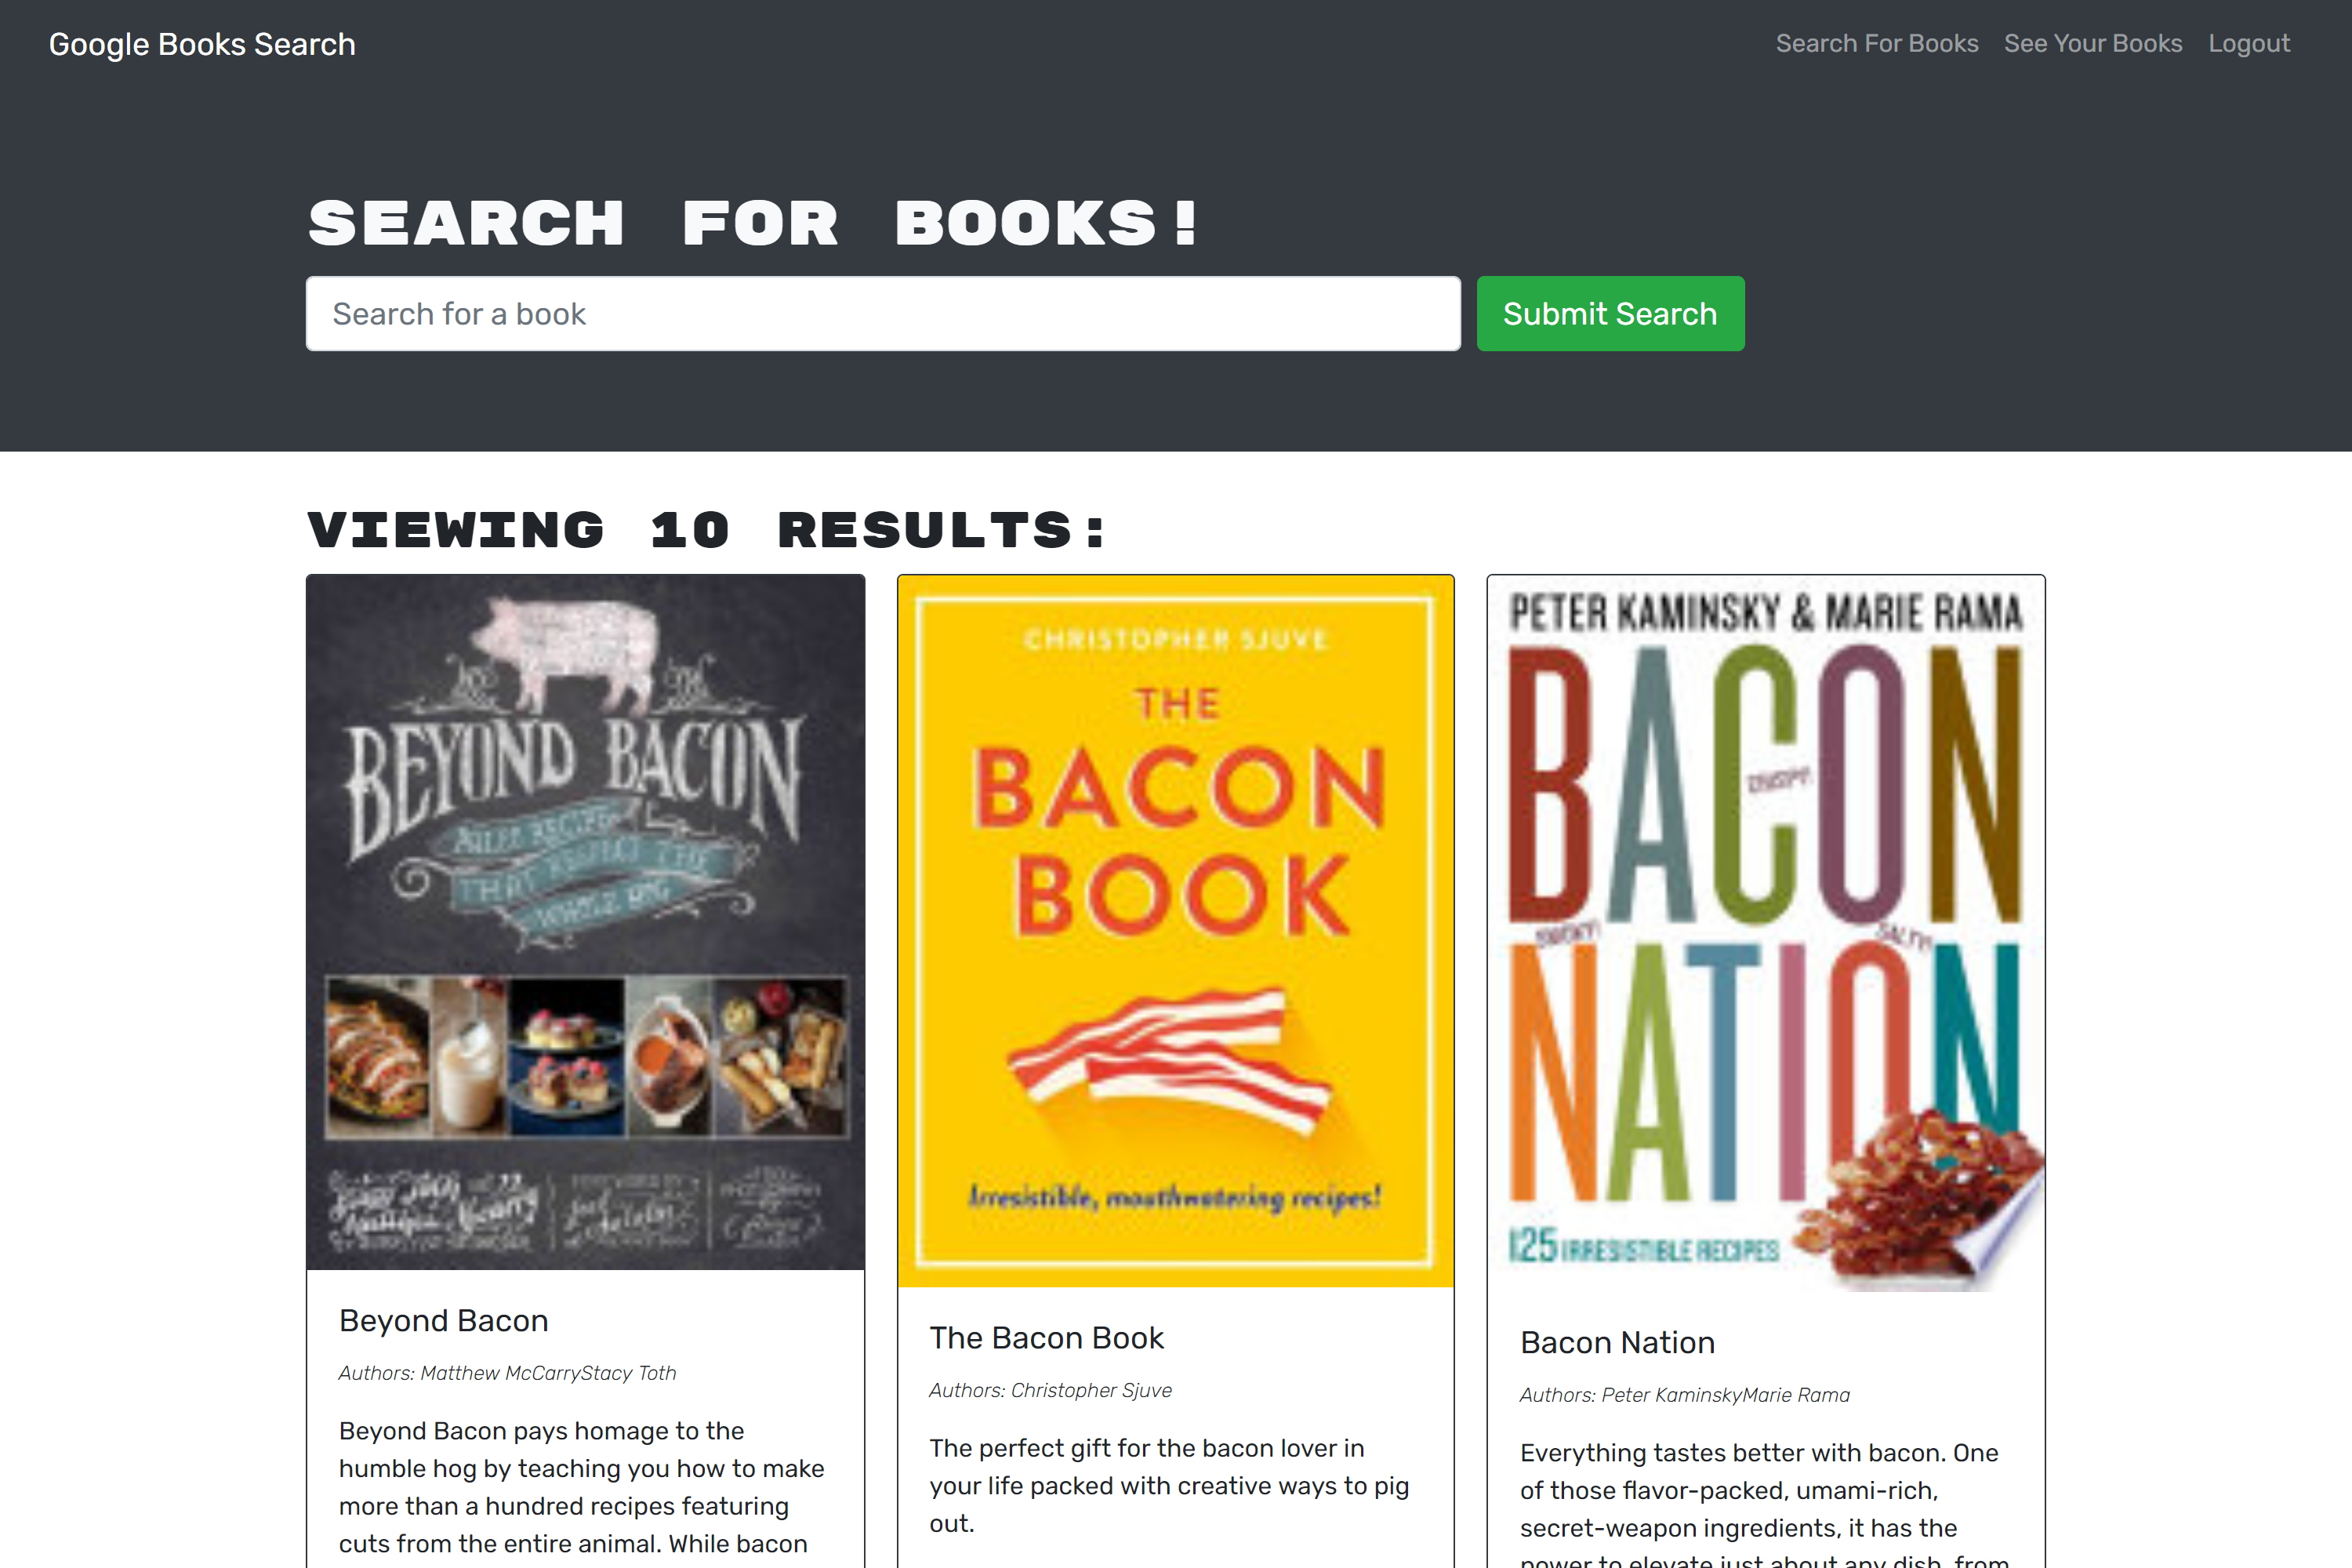 Google Books Search
Search For Books See Your Books Logout
SEARCH FOR BOOKS!
Search for a book
Submit Search
VIEWING 10 RESULTS:
BEYOND BACON
THAT RESPECT THE
WHOLE HOG
Beyond Bacon
Authors: Matthew McCarryStacy Toth
Beyond Bacon pays homage to the
humble hog by teaching you how to make
more than a hundred recipes featuring
cuts from the entire animal. While bacon
CHRISTOPHER SJUVE
THE
BACON
BOOK
Irresistible, mouthwatering recipes!
The Bacon Book
Authors: Christopher Sjuve
The perfect gift for the bacon lover in
your life packed with creative ways to pig
out.
PETER KAMINSKY & MARIE RAMA
BACON
CRISPY!
SMOKY!
SALTY!
NATION
125 IRRESISTIBLE RECIPES
Bacon Nation
Authors: Peter KaminskyMarie Rama
Everything tastes better with bacon. One
of those flavor-packed, umami-rich,
secret-weapon ingredients, it has the
power to elevate just about any dish, from